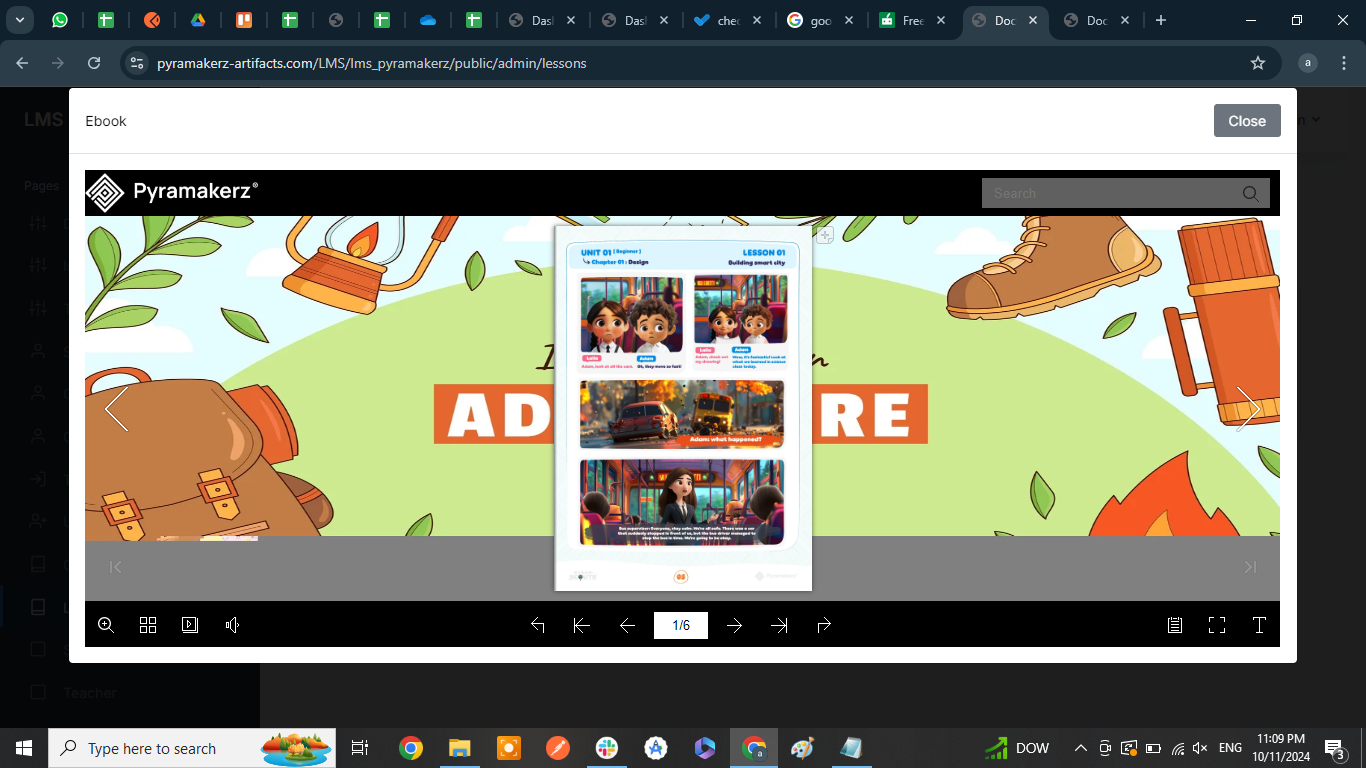 Das
Das
chec
goo
Free
Doc
Doc
pyramakerz-artifacts.com/LMS/lms_pyramakerz/public/admin/lessons
a
LMS
Ebook
Close
Pages
Pyramakerz®
Search
UNIT 01 ( Beginner )
LESSON 01
Chapter 01 : Design
Building smart city
Laila
Adam
Laila
Adam
Adam, look at all the cars.
Oh, they move so fast!
Adam, check out my drawing!
Wow, it's fantastic! Look at what we learned in science class today.
AD
RE
Adam: what happened?
Bus supervisor: Everyone, stay calm. We're all safe. There was a car
that suddenly stopped in front of us, but the bus driver managed to
stop the bus in time. We're going to be okay.
05
Pyramakerz
1/6
T
Teacher
Type here to search
DOW
ENG
11:09 PM
10/11/2024
3